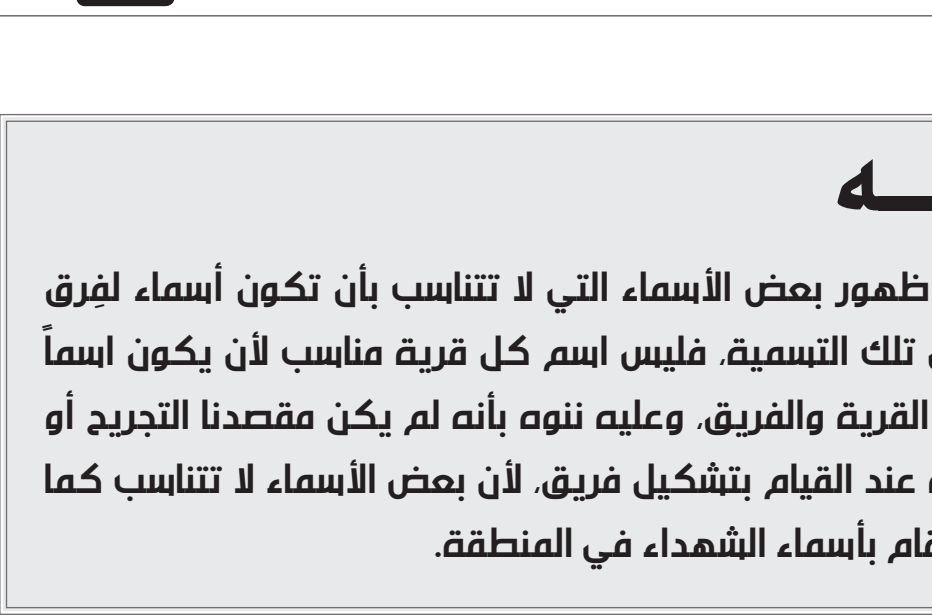 ظهور بعض الأسماء التي لا تتناسب بأن تكون أسماء لفِرق
تلك التسمية، فليس اسم كل قرية مناسب لأن يكون اسماً
القرية والفريق، وعليه ننوه بأنه لم يكن مقصدنا التجريح أو
عند القيام بتشكيل فريق، لأن بعض الأسماء لا تتناسب كما
بأسماء الشهداء في المنطقة.